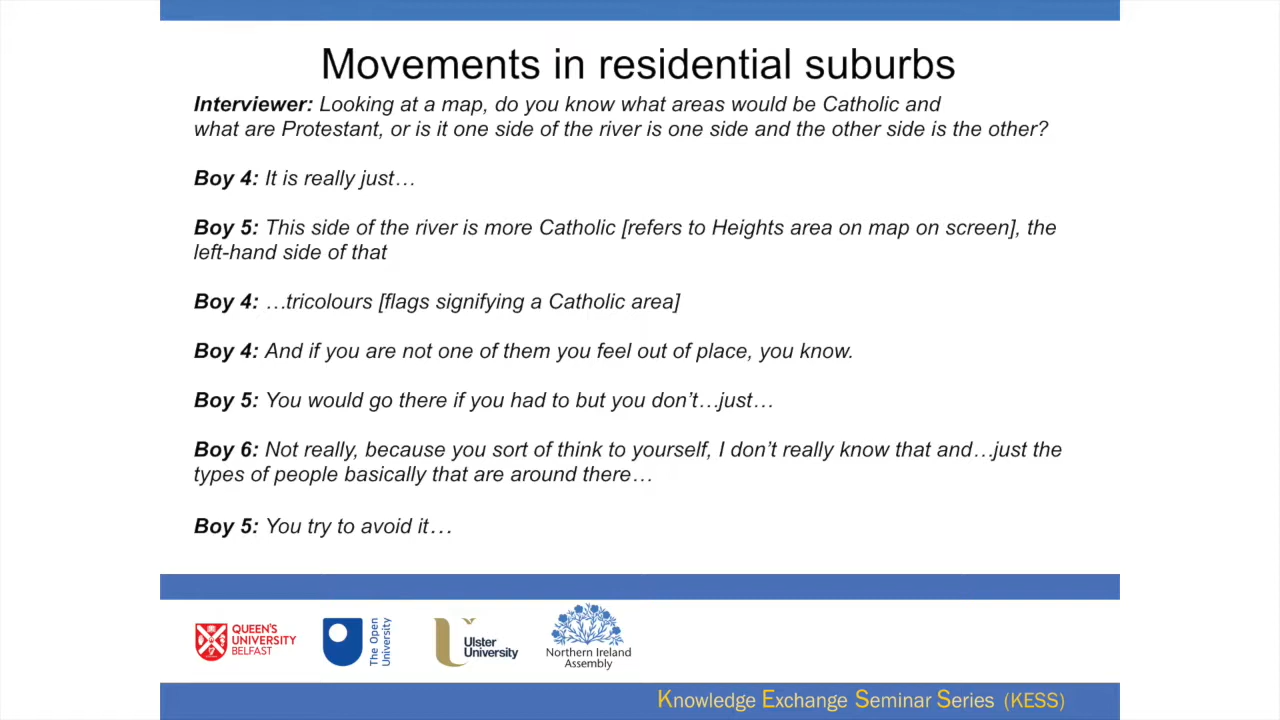 Movements in residential suburbs
Interviewer: Looking at a map, do you know what areas would be Catholic and
what are Protestant, or is it one side of the river is one side and the other side is the other?
Boy 4: It is really just…
Boy 5: This side of the river is more Catholic [refers to Heights area on map on screen], the
left-hand side of that
Boy 4: …tricolours [flags signifying a Catholic area]
Boy 4: And if you are not one of them you feel out of place, you know.
Boy 5: You would go there if you had to but you don’t…just…
Boy 6: Not really, because you sort of think to yourself, I don’t really know that and…just the
types of people basically that are around there…
Boy 5: You try to avoid it…
QUEEN'S
UNIVERSITY
BELFAST
The Open
University
Ulster
University
Northern Ireland
Assembly
Knowledge Exchange Seminar Series (KESS)